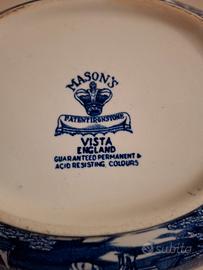 MASON'S
PATENT IRONSTONE
VISTA
ENGLAND
GUARANTEED PERMANENT &
ACID RESISTING COLOURS
subito